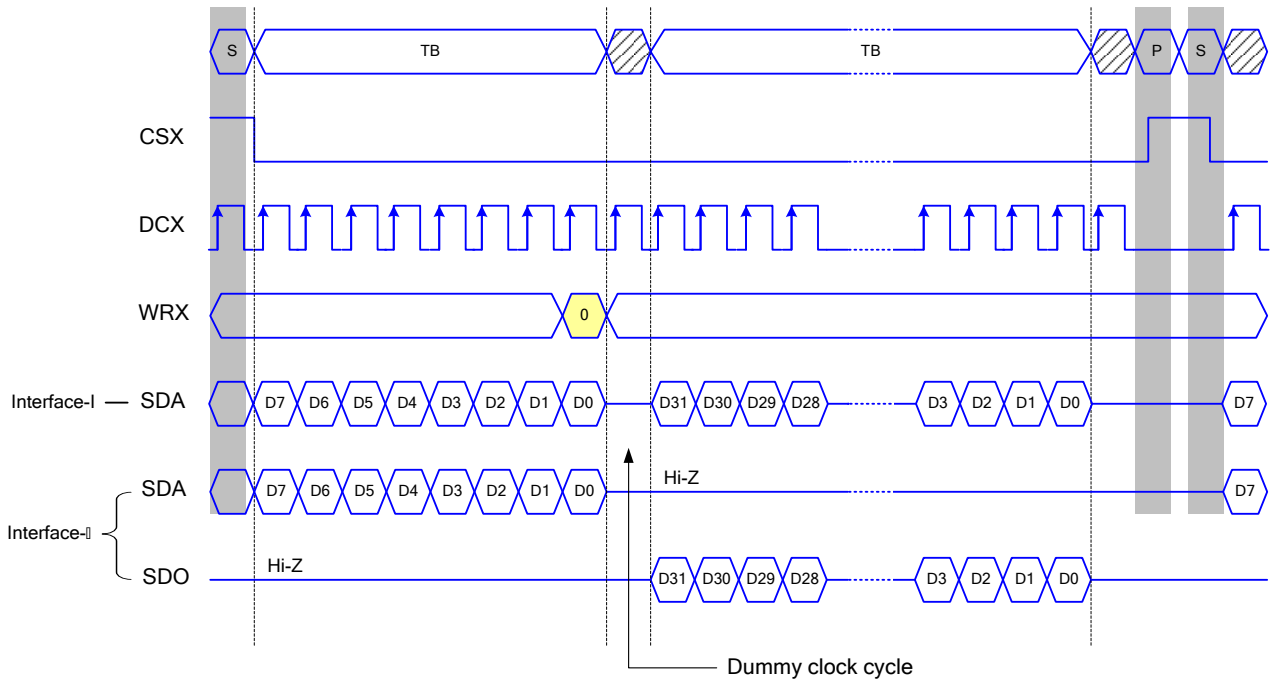 S TB TB P S
CSX
DCX
WRX 0
Interface-I SDA D7 D6 D5 D4 D3 D2 D1 D0 D31 D30 D29 D28 D3 D2 D1 D0 D7
SDA D7 D6 D5 D4 D3 D2 D1 D0 Hi-Z D7
Interface-▯
SDO Hi-Z D31 D30 D29 D28 D3 D2 D1 D0
Dummy clock cycle